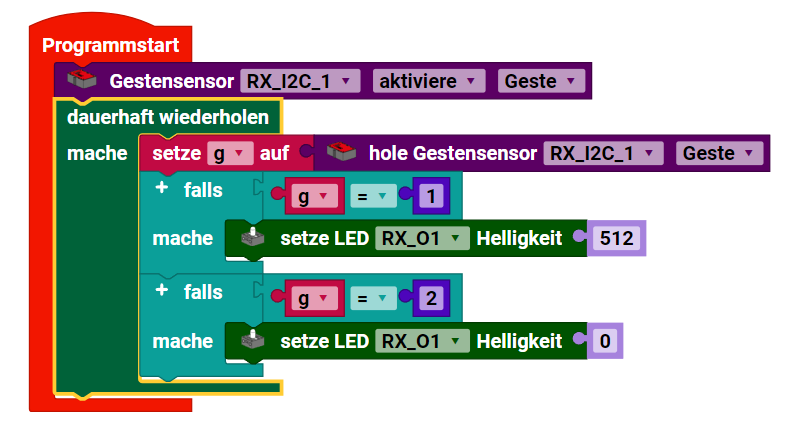 Programmstart
Gestensensor RX_I2C_1 aktiviere Geste
dauerhaft wiederholen
mache setze g auf hole Gestensensor RX_I2C_1 Geste
+ falls g = 1
mache setze LED RX_O1 Helligkeit 512
+ falls g = 2
mache setze LED RX_O1 Helligkeit 0